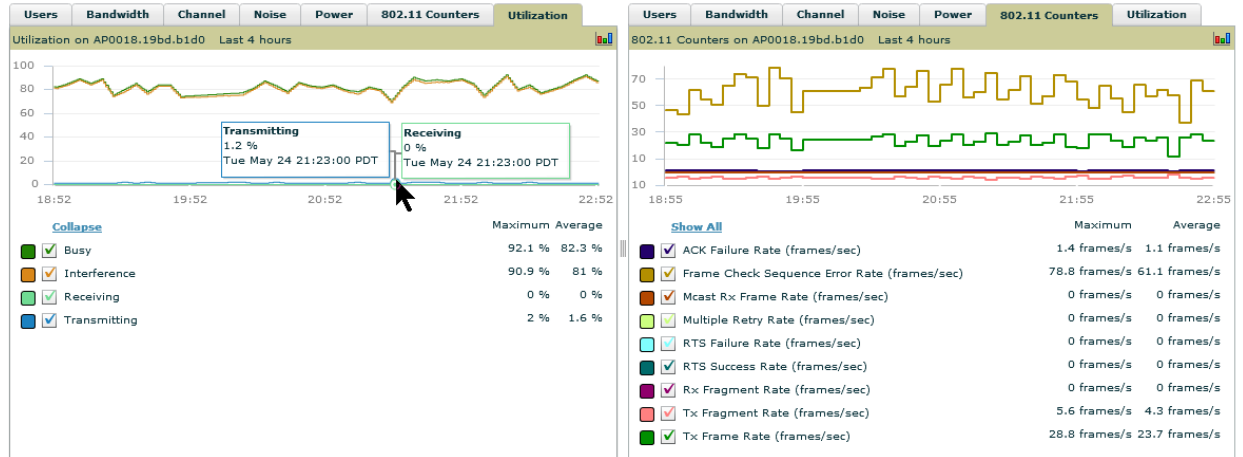 Users Bandwidth Channel Noise Power 802.11 Counters Utilization
Utilization on AP0018.19bd.b1d0 Last 4 hours
100
80
60
40
20
0
Transmitting
1.2 %
Tue May 24 21:23:00 PDT
Receiving
0 %
Tue May 24 21:23:00 PDT
18:52 19:52 20:52 21:52 22:52
Collapse Maximum Average
Busy 92.1 % 82.3 %
Interference 90.9 % 81 %
Receiving 0 % 0 %
Transmitting 2 % 1.6 %
Users Bandwidth Channel Noise Power 802.11 Counters Utilization
802.11 Counters on AP0018.19bd.b1d0 Last 4 hours
70
50
30
10
10
18:55 19:55 20:55 21:55 22:55
Show All Maximum Average
ACK Failure Rate (frames/sec) 1.4 frames/s 1.1 frames/s
Frame Check Sequence Error Rate (frames/sec) 78.8 frames/s 61.1 frames/s
Mcast Rx Frame Rate (frames/sec) 0 frames/s 0 frames/s
Multiple Retry Rate (frames/sec) 0 frames/s 0 frames/s
RTS Failure Rate (frames/sec) 0 frames/s 0 frames/s
RTS Success Rate (frames/sec) 0 frames/s 0 frames/s
Rx Fragment Rate (frames/sec) 0 frames/s 0 frames/s
Tx Fragment Rate (frames/sec) 5.6 frames/s 4.3 frames/s
Tx Frame Rate (frames/sec) 28.8 frames/s 23.7 frames/s